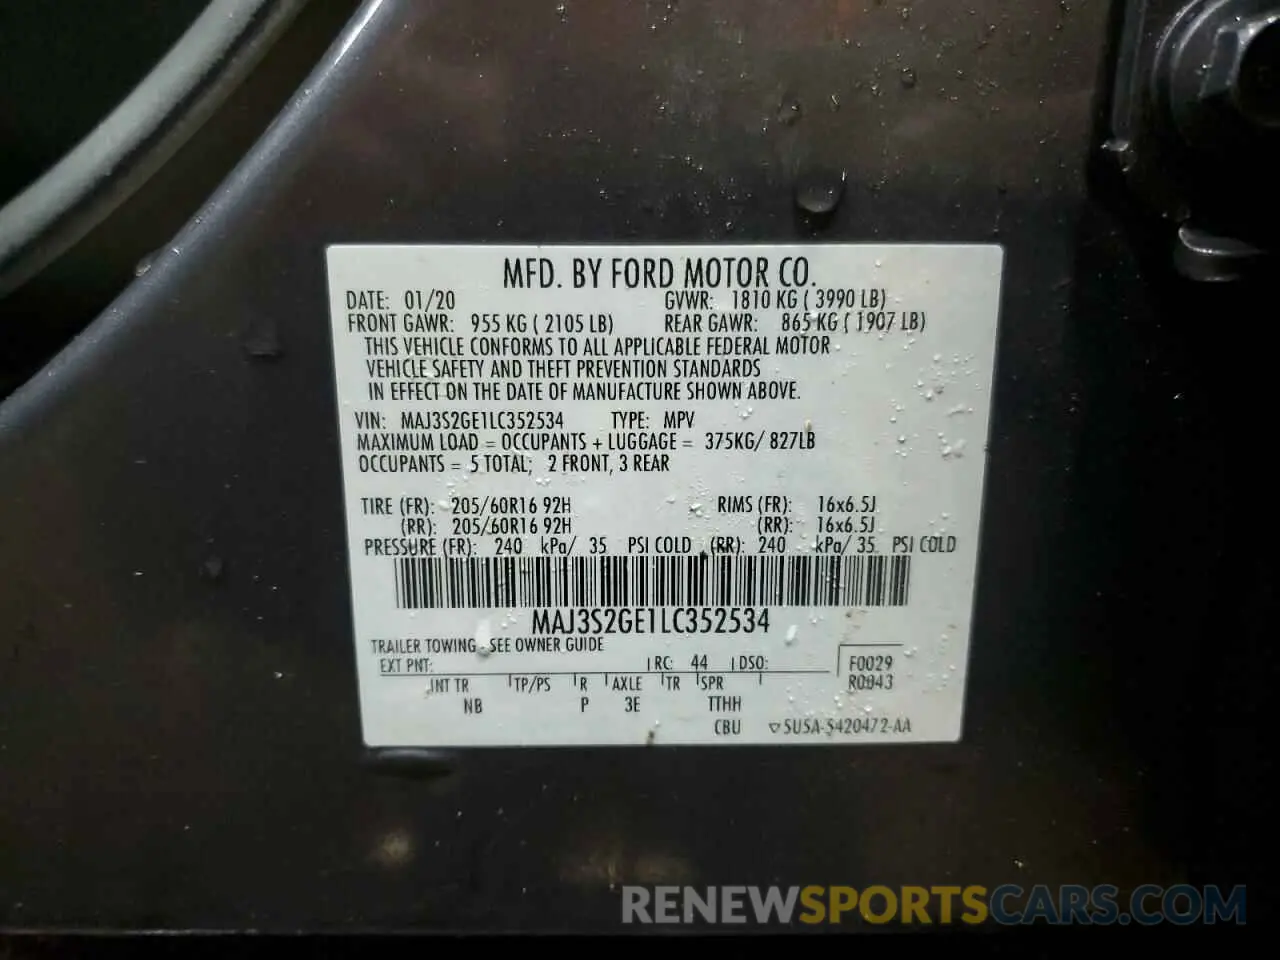 MFD. BY FORD MOTOR CO.
DATE: 01/20 GVWR: 1810 KG ( 3990 LB)
FRONT GAWR: 955 KG ( 2105 LB) REAR GAWR: 865 KG ( 1907 LB)
THIS VEHICLE CONFORMS TO ALL APPLICABLE FEDERAL MOTOR
VEHICLE SAFETY AND THEFT PREVENTION STANDARDS
IN EFFECT ON THE DATE OF MANUFACTURE SHOWN ABOVE.
VIN: MAJ3S2GE1LC352534 TYPE: MPV
MAXIMUM LOAD = OCCUPANTS + LUGGAGE = 375KG/ 827LB
OCCUPANTS = 5 TOTAL; 2 FRONT, 3 REAR
TIRE (FR): 205/60R16 92H RIMS (FR): 16x6.5J
(RR): 205/60R16 92H (RR): 16x6.5J
PRESSURE (FR): 240 kPa/ 35 PSI COLD (RR): 240 kPa/ 35 PSI COLD
MAJ3S2GE1LC352534
TRAILER TOWING - SEE OWNER GUIDE
EXT PNT: RC: 44 DSO: F0029
INT TR TP/PS R AXLE TR SPR R0043
NB P 3E TTHH
CBU SU5A-5420472-AA
RENEWSPORTSCARS.COM